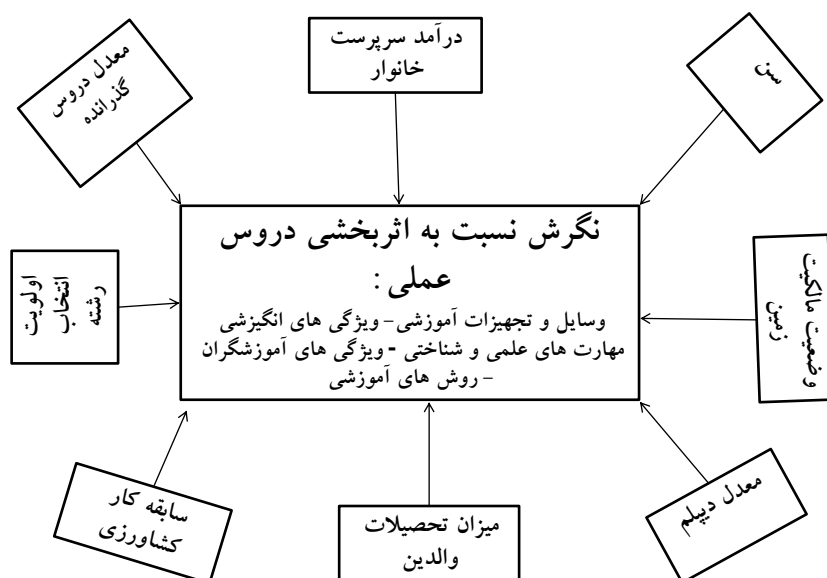 درآمد سرپرست
خانوار
سن
معدل دروس
گذرانده
نگرش نسبت به اثربخشی دروس
عملی :
وسایل و تجهیزات آموزشی– ویژگی های انگیزشی
مهارت های علمی و شناختی - ویژگی های آموزشگران
– روش های آموزشی
وضعیت مالکیت
زمین
اولویت
انتخاب
رشته
معدل دیپلم
میزان تحصیلات
والدین
سابقه کار
کشاورزی